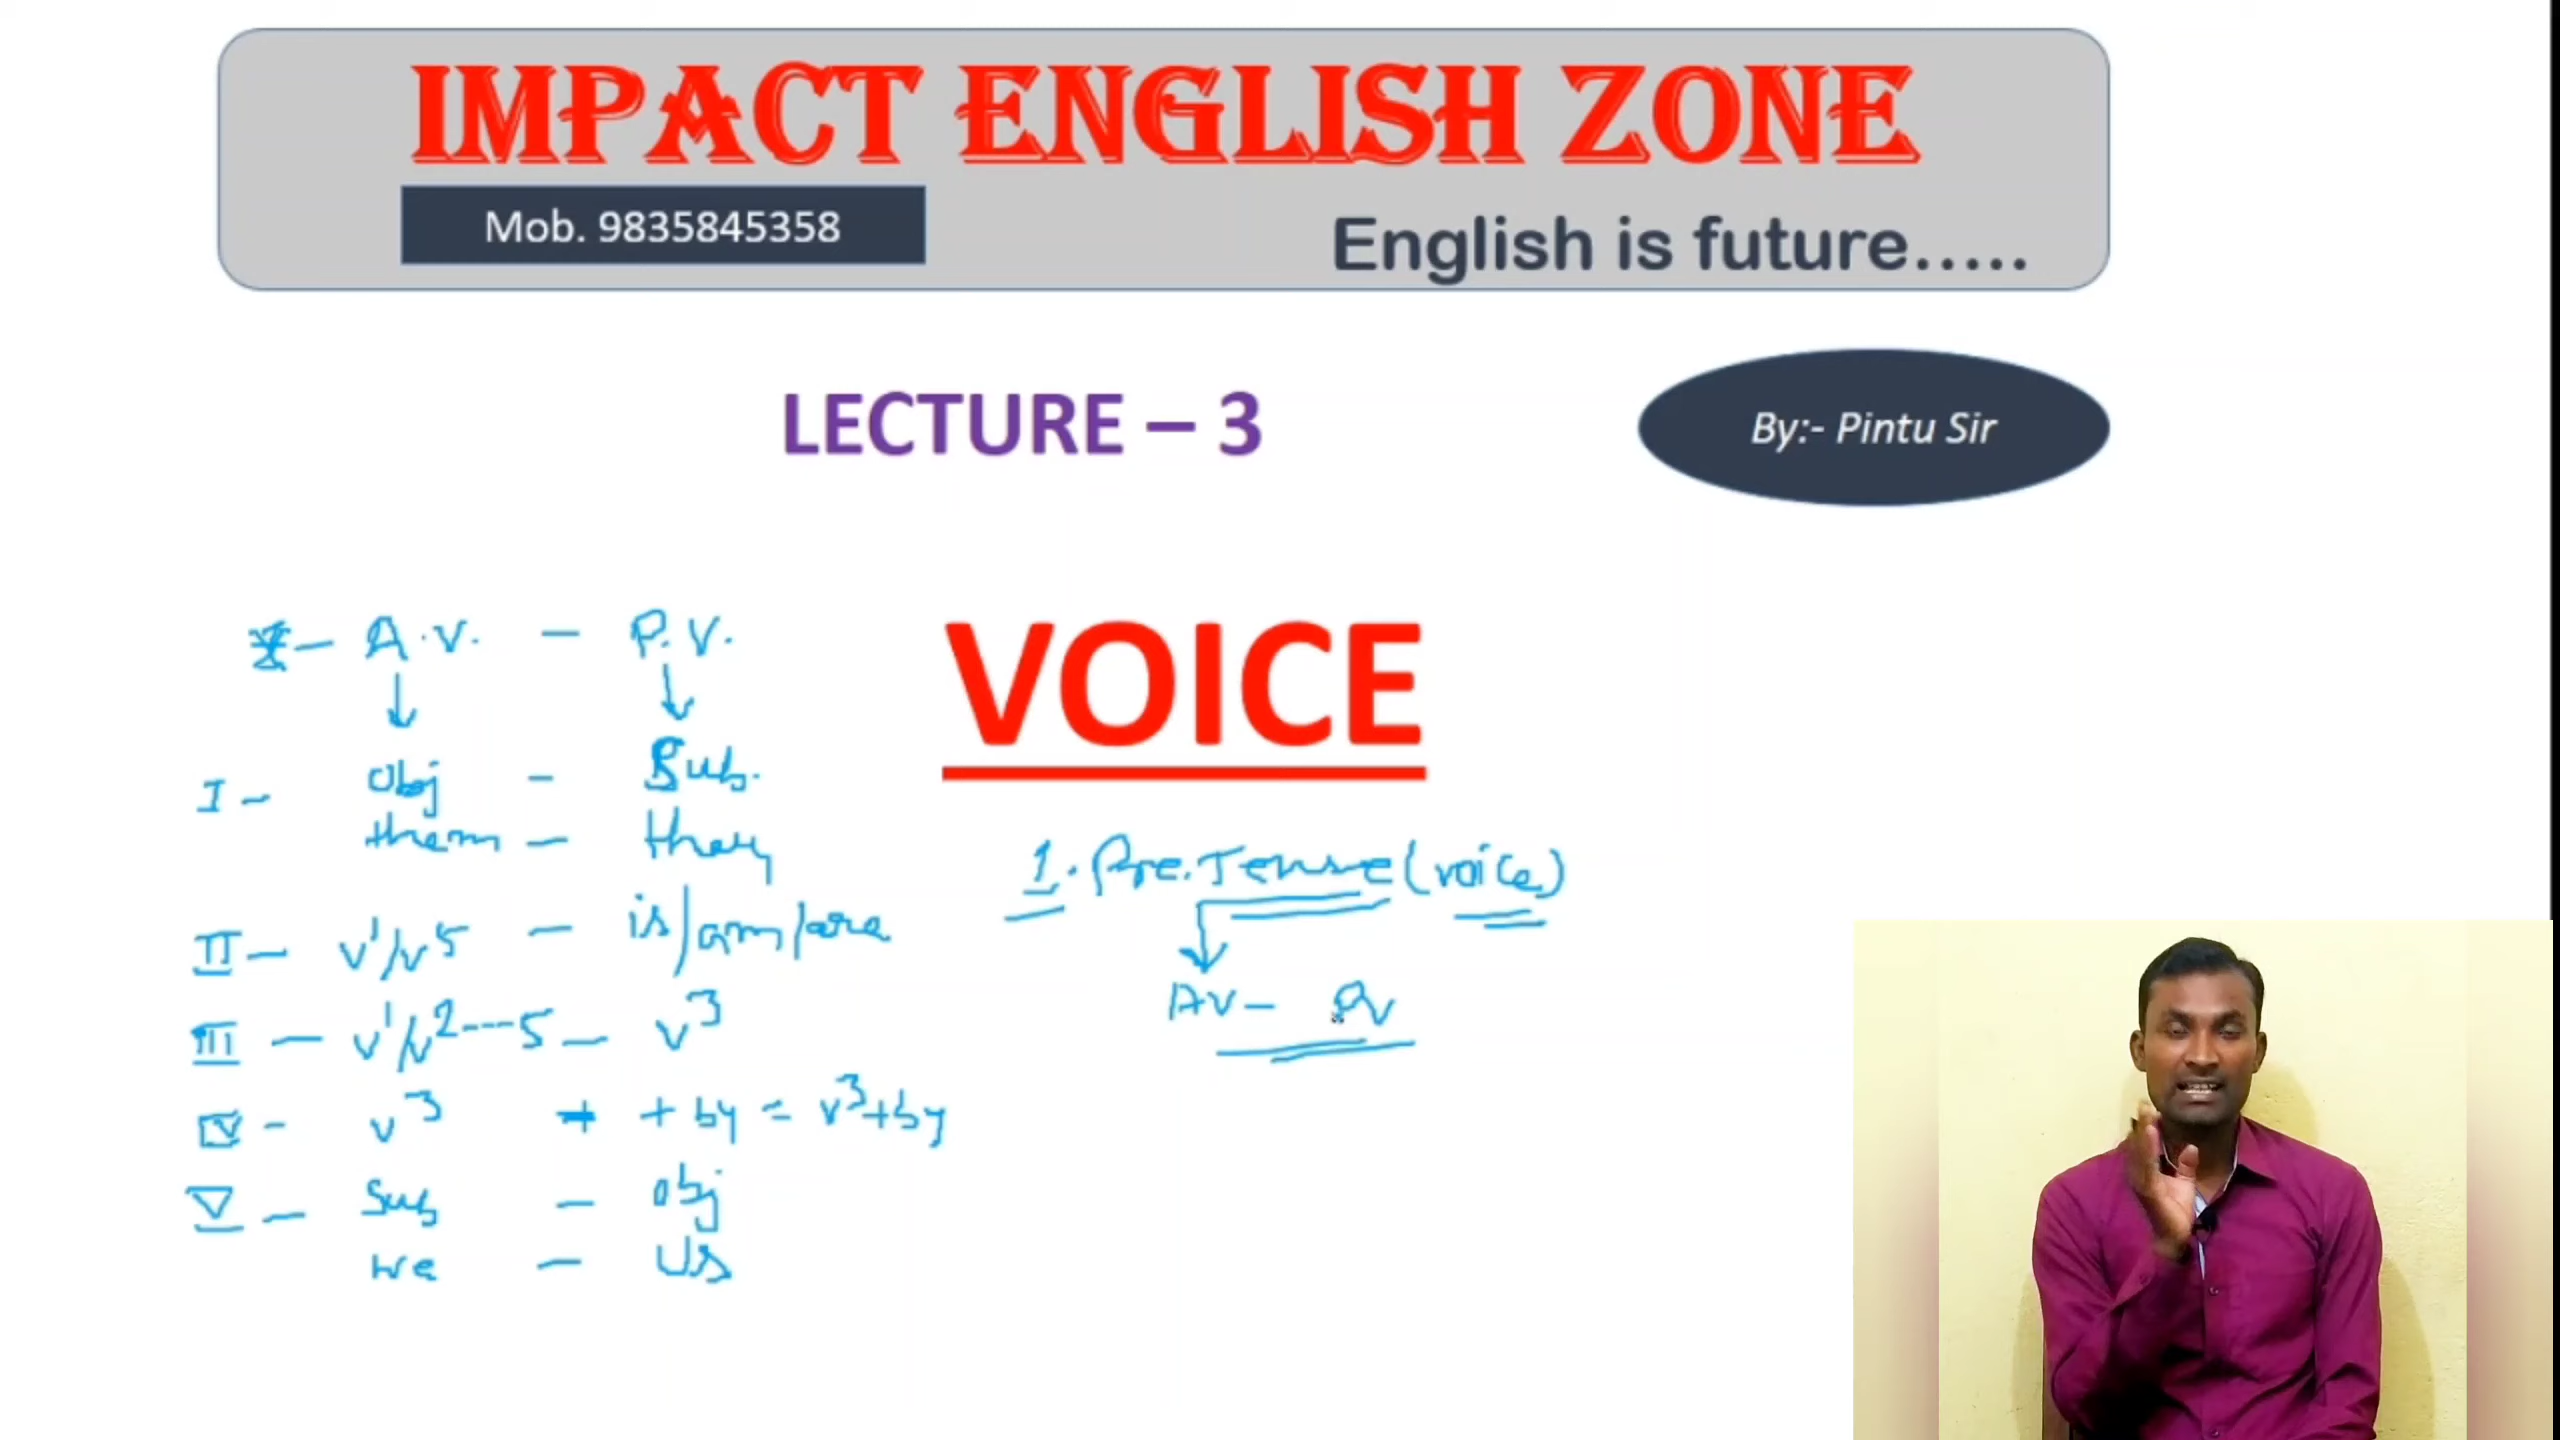 IMPACT ENGLISH ZONE
Mob. 9835845358
English is future.....
LECTURE – 3
By:- Pintu Sir
VOICE
A.V. – P.V.
I – Obj – Sub.
them – they
II – v1/v5 – is/am/are
III – v1/v2---5 – v3
IV – v3 + + by = v3+by
V – Sub – obj
we – us
1. Pre. Tense (voice)
AV – PV